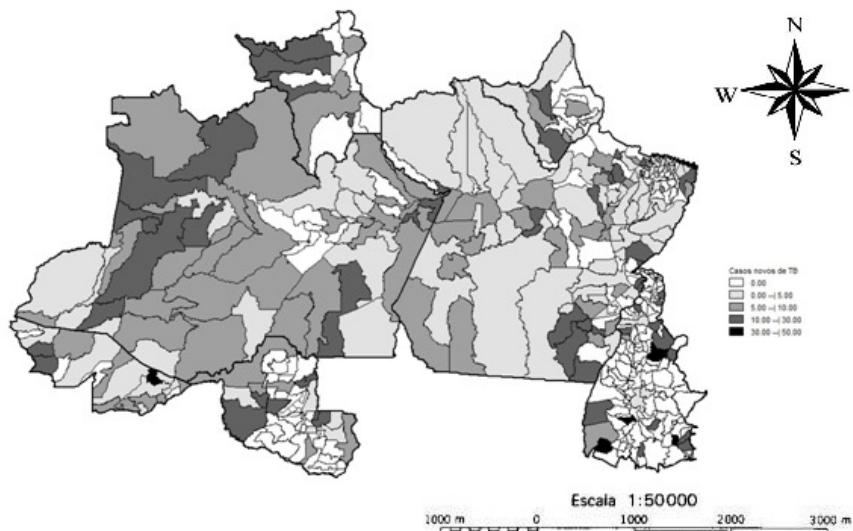 N
W
S
Casos novos de TB
0.00
0.00 --| 5.00
5.00 --| 10.00
10.00 --| 30.00
30.00 --| 50.00
Escala 1:50000
1000 m 0 1000 2000 3000 m